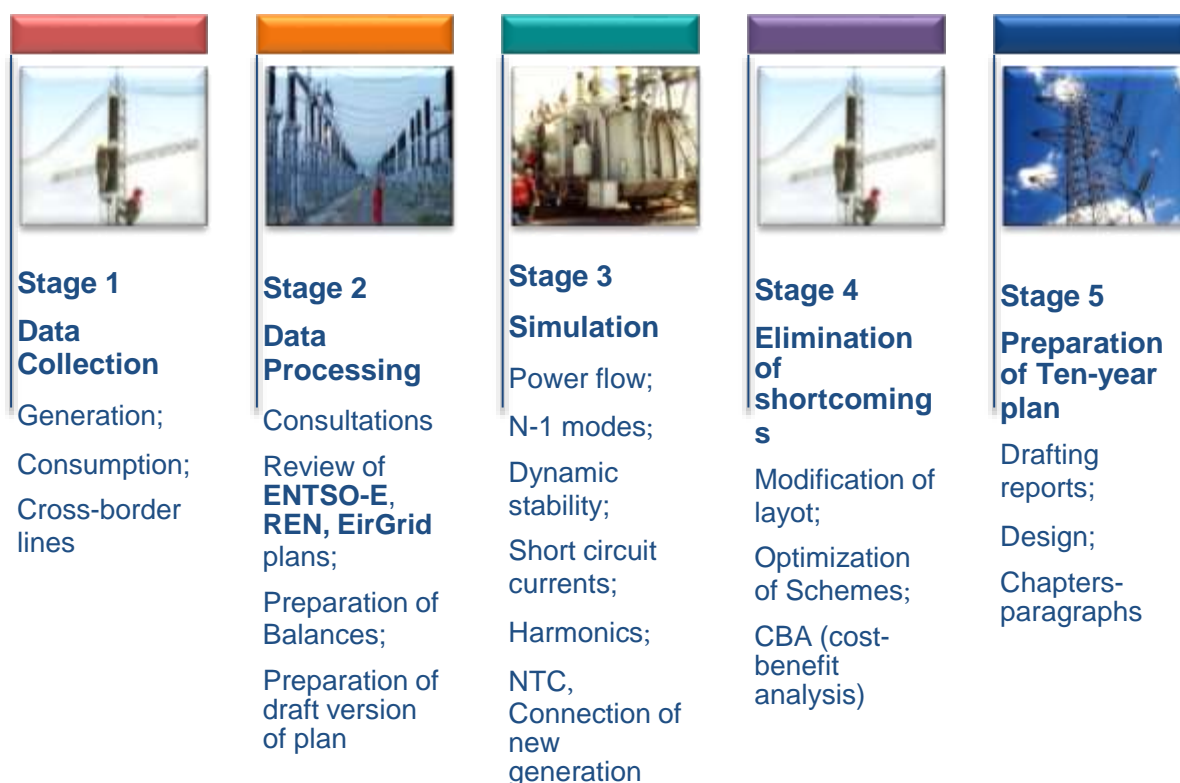 Stage 1
Data
Collection
Generation;
Consumption;
Cross-border
lines
Stage 2
Data
Processing
Consultations
Review of
ENTSO-E,
REN, EirGrid
plans;
Preparation of
Balances;
Preparation of
draft version
of plan
Stage 3
Simulation
Power flow;
N-1 modes;
Dynamic
stability;
Short circuit
currents;
Harmonics;
NTC,
Connection of
new
generation
Stage 4
Elimination
of
shortcoming
s
Modification of
layot;
Optimization
of Schemes;
CBA (cost-
benefit
analysis)
Stage 5
Preparation
of Ten-year
plan
Drafting
reports;
Design;
Chapters-
paragraphs